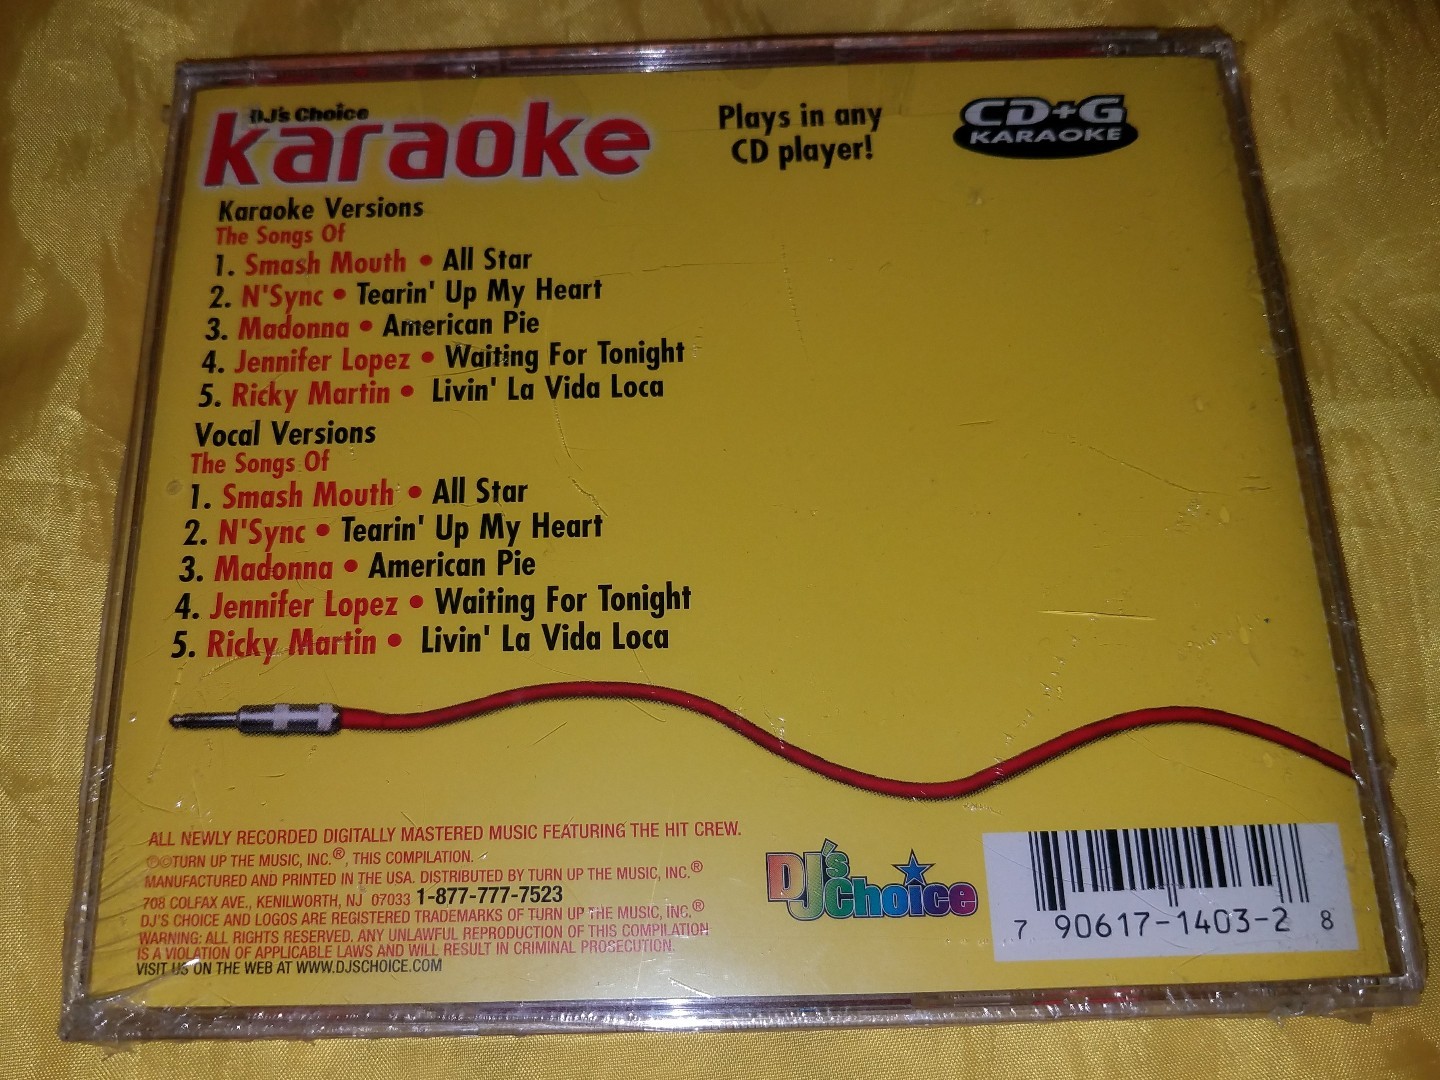 DJ's Choice
karaoke
Plays in any
CD player!
CD+G
KARAOKE
Karaoke Versions
The Songs Of
1. Smash Mouth • All Star
2. N'Sync • Tearin' Up My Heart
3. Madonna • American Pie
4. Jennifer Lopez • Waiting For Tonight
5. Ricky Martin • Livin' La Vida Loca
Vocal Versions
The Songs Of
1. Smash Mouth • All Star
2. N'Sync • Tearin' Up My Heart
3. Madonna • American Pie
4. Jennifer Lopez • Waiting For Tonight
5. Ricky Martin • Livin' La Vida Loca
ALL NEWLY RECORDED DIGITALLY MASTERED MUSIC FEATURING THE HIT CREW.
℗©TURN UP THE MUSIC, INC.®, THIS COMPILATION.
MANUFACTURED AND PRINTED IN THE USA. DISTRIBUTED BY TURN UP THE MUSIC, INC.®
708 COLFAX AVE., KENILWORTH, NJ 07033 1-877-777-7523
DJ'S CHOICE AND LOGOS ARE REGISTERED TRADEMARKS OF TURN UP THE MUSIC, INC.®
WARNING: ALL RIGHTS RESERVED. ANY UNLAWFUL REPRODUCTION OF THIS COMPILATION
IS A VIOLATION OF APPLICABLE LAWS AND WILL RESULT IN CRIMINAL PROSECUTION.
VISIT US ON THE WEB AT WWW.DJSCHOICE.COM
DJ's
Choice
7 90617-1403-2 8